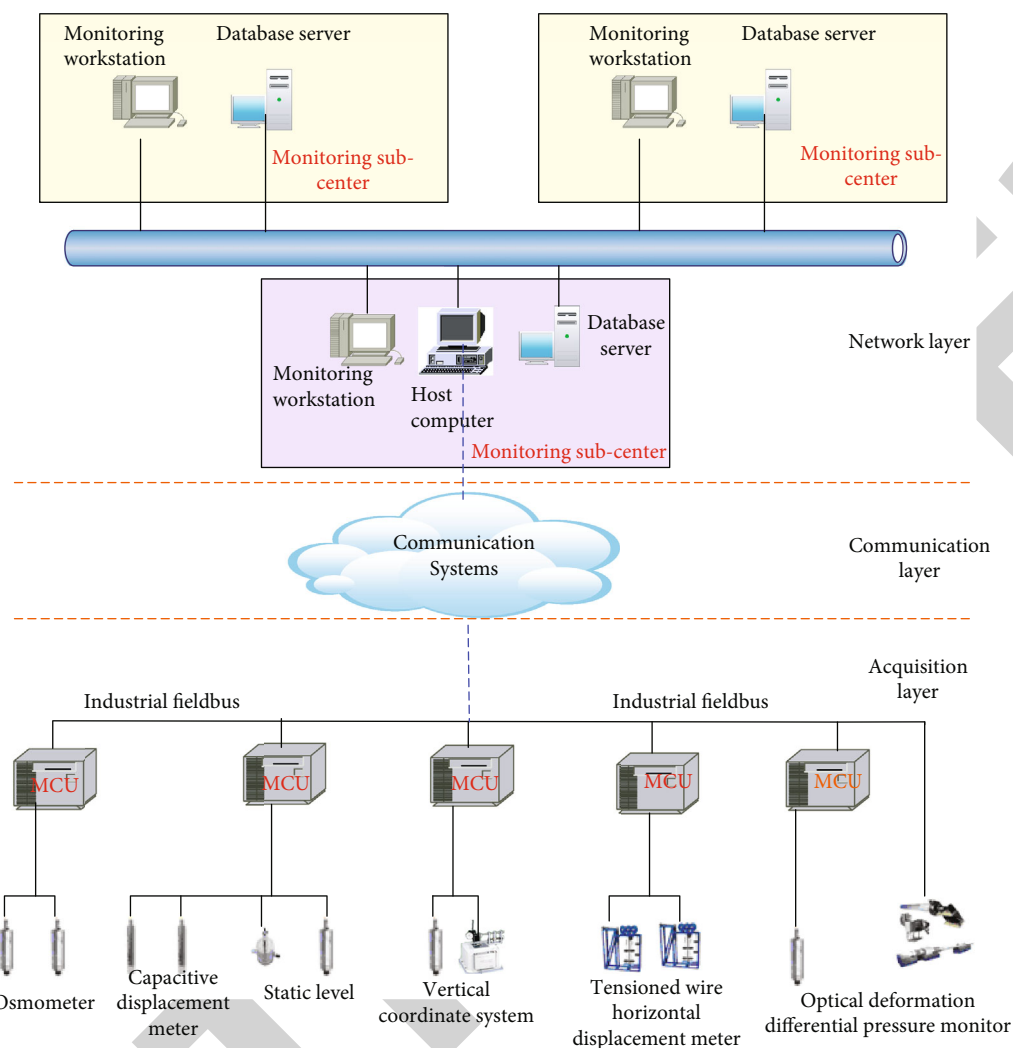 Monitoring
workstation
Database server
Monitoring sub-
center
Monitoring
workstation
Database server
Monitoring sub-
center
Monitoring
workstation
Host
computer
Database
server
Monitoring sub-center
Network layer
Communication
Systems
Communication
layer
Acquisition
layer
Industrial fieldbus
Industrial fieldbus
MCU
MCU
MCU
MCU
MCU
Osmometer
Capacitive
displacement
meter
Static level
Vertical
coordinate system
Tensioned wire
horizontal
displacement meter
Optical deformation
differential pressure monitor